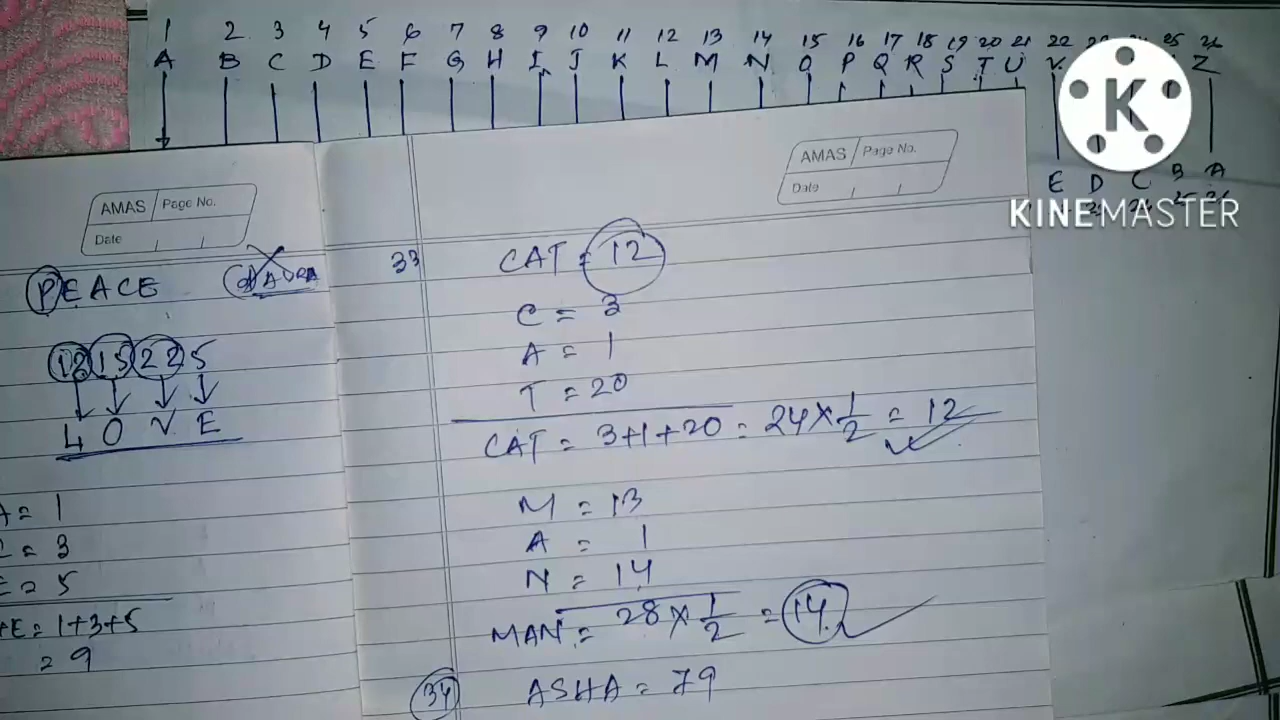 1 2 3 4 5 6 7 8 9 10 11 12 13 14 15 16 17 18 19 20 21 22 25 26
A B C D E F G H I J K L M N O P Q R S T U V Z
K
E D C B A
KINEMASTER
AMAS Page No.
Date
PEACE
12 15 22 5
L O V E
A = 1
= 3
= 5
E = 1+3+5
= 9
AMAS Page No.
Date
33 CAT = 12
C = 3
A = 1
T = 20
CAT = 3+1+20 = 24 × 1/2 = 12
M = 13
A = 1
N = 14
MAN = 28 × 1/2 = 14
34 ASHA = 79